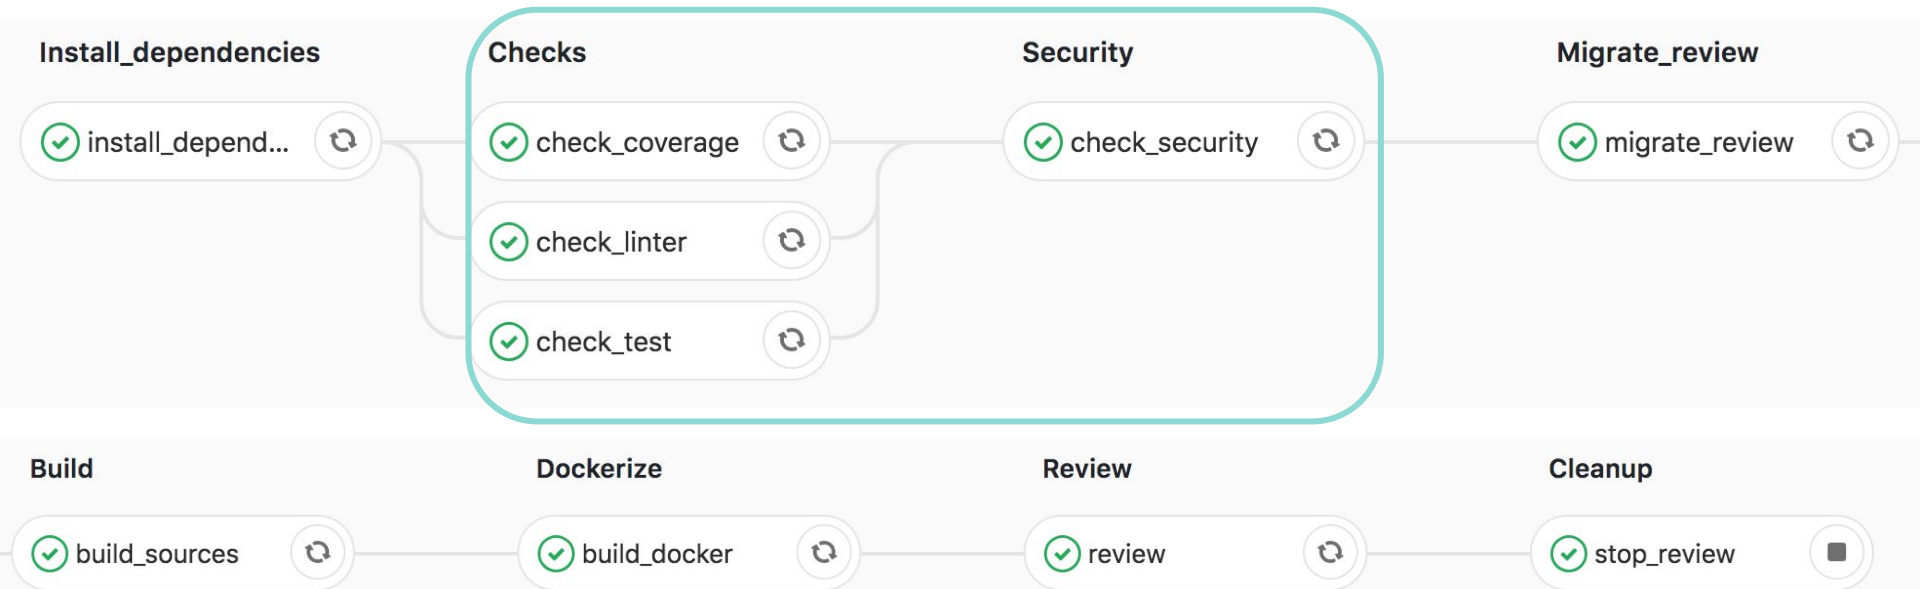 Install_dependencies
Checks
Security
Migrate_review
install_depend...
check_coverage
check_security
migrate_review
check_linter
check_test
Build
Dockerize
Review
Cleanup
build_sources
build_docker
review
stop_review